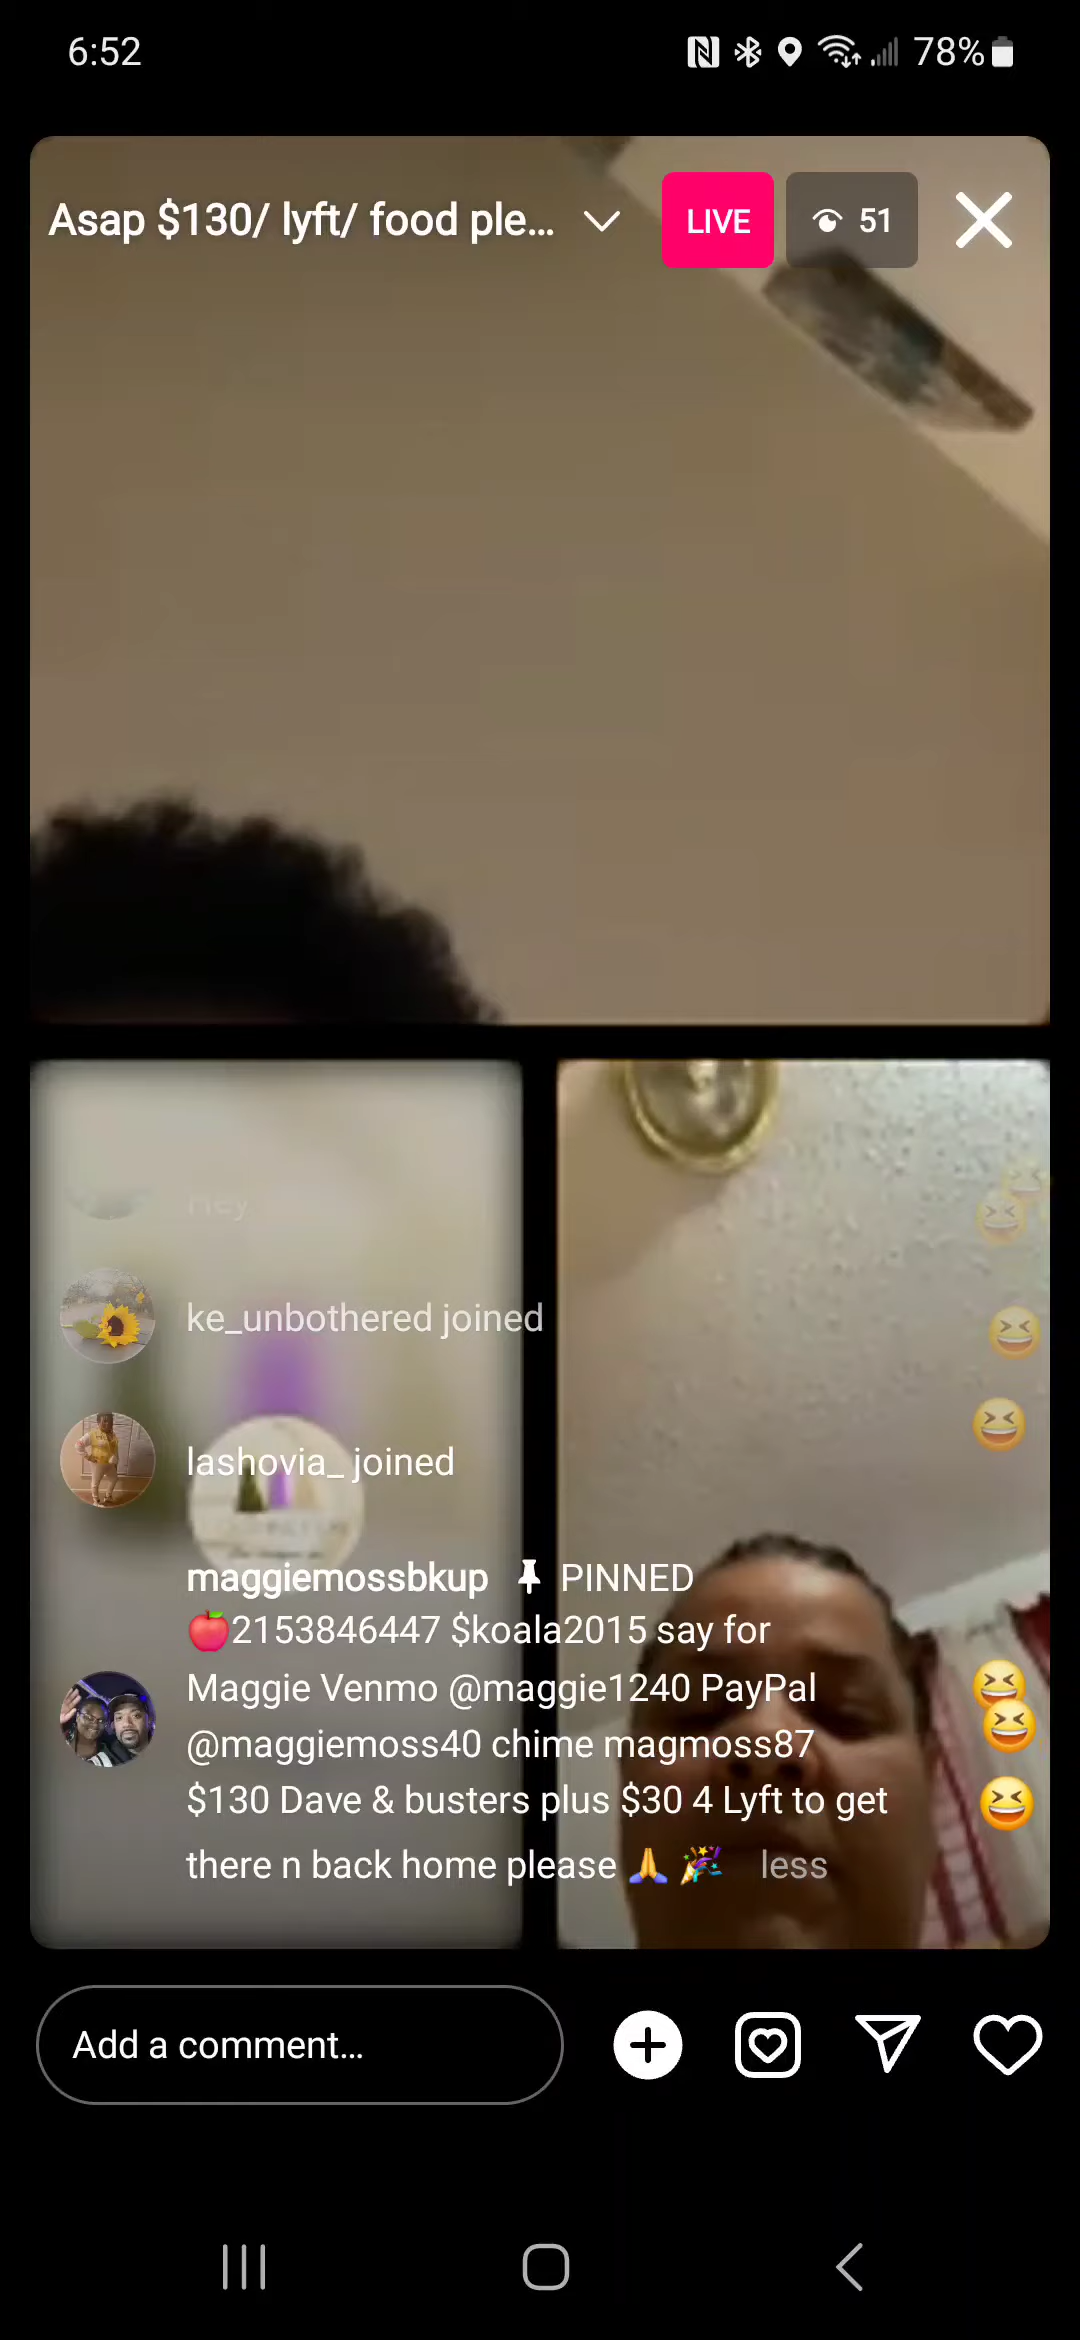 6:52
78%
Asap $130/ lyft/ food ple...
LIVE
51
Hey
ke_unbothered joined
lashovia_ joined
maggiemossbkup 📌 PINNED
🍎2153846447 $koala2015 say for
Maggie Venmo @maggie1240 PayPal
@maggiemoss40 chime magmoss87
$130 Dave & busters plus $30 4 Lyft to get
there n back home please 🙏 🎉 less
Add a comment...